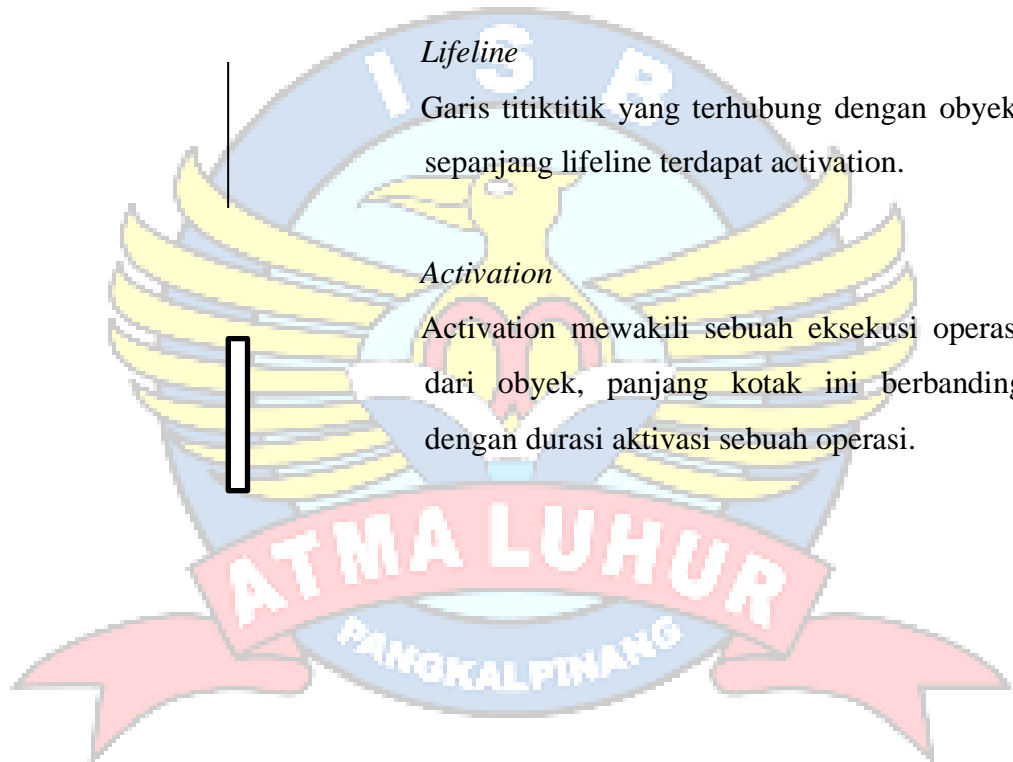 Lifeline
Garis titiktitik yang terhubung dengan obyek
sepanjang lifeline terdapat activation.
Activation
Activation mewakili sebuah eksekusi operas
dari obyek, panjang kotak ini berbanding
dengan durasi aktivasi sebuah operasi.
I S B
ATMA LUHUR
PANGKALPINANG